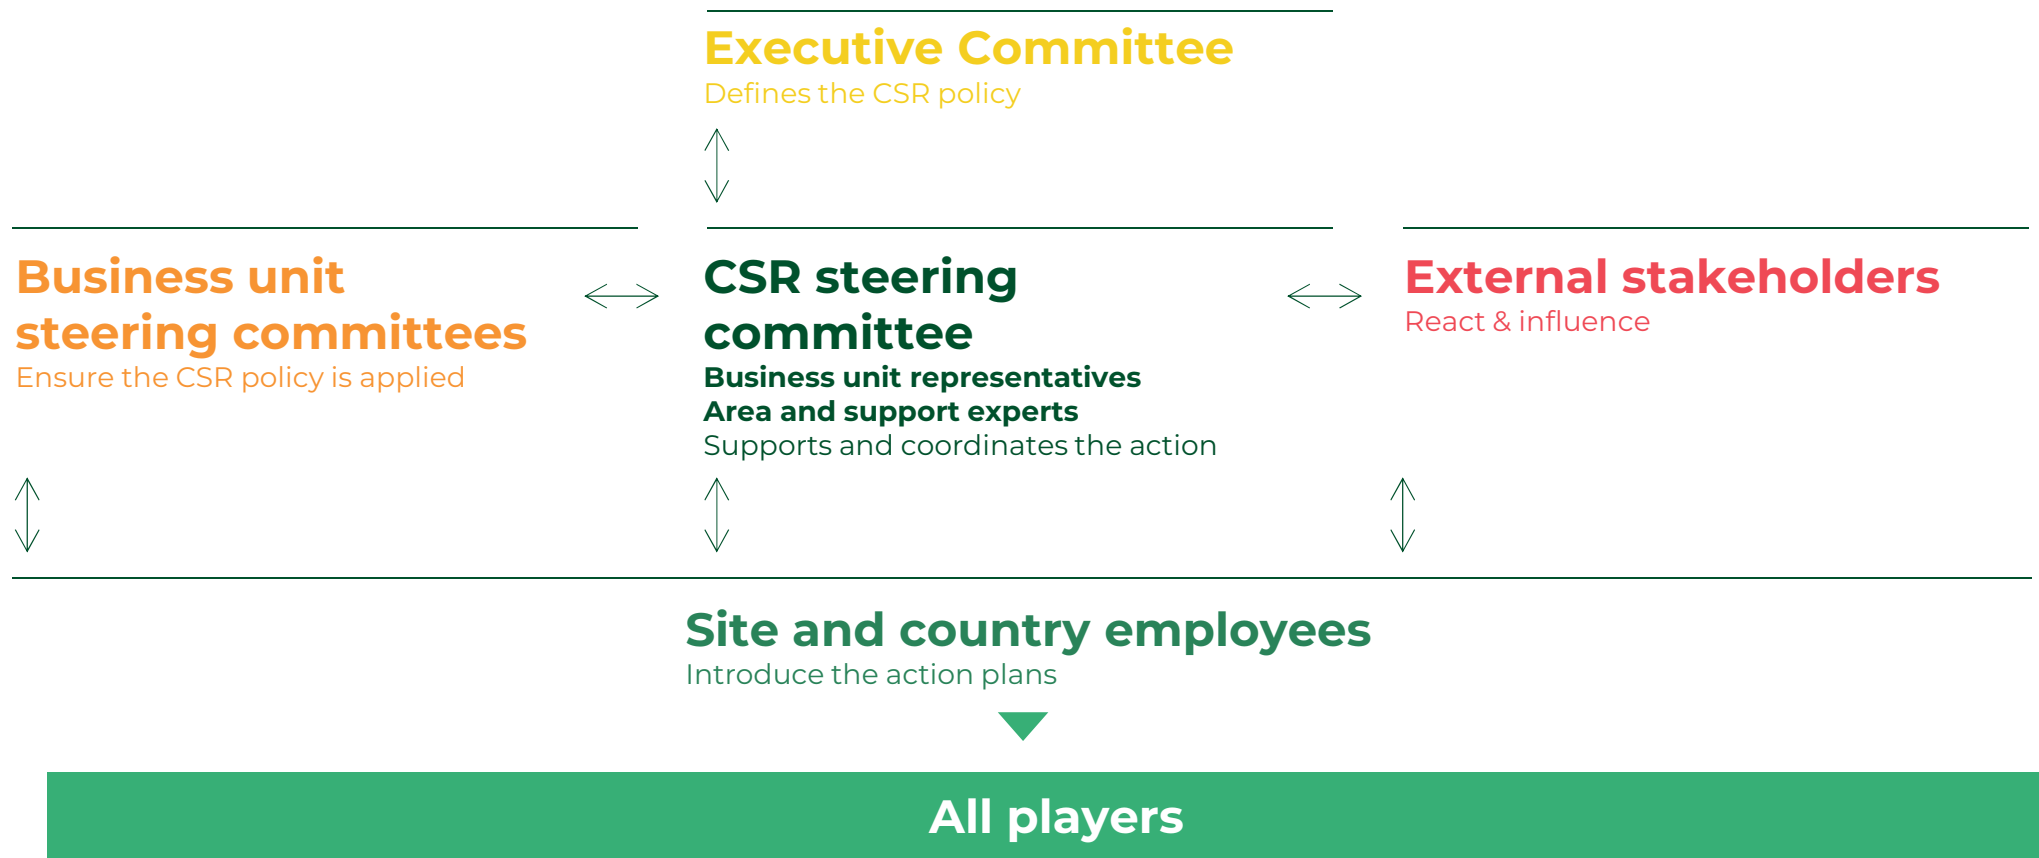 Executive Committee
Defines the CSR policy
Business unit
steering committees
Ensure the CSR policy is applied
CSR steering
committee
Business unit representatives
Area and support experts
Supports and coordinates the action
External stakeholders
React & influence
Site and country employees
Introduce the action plans
All players